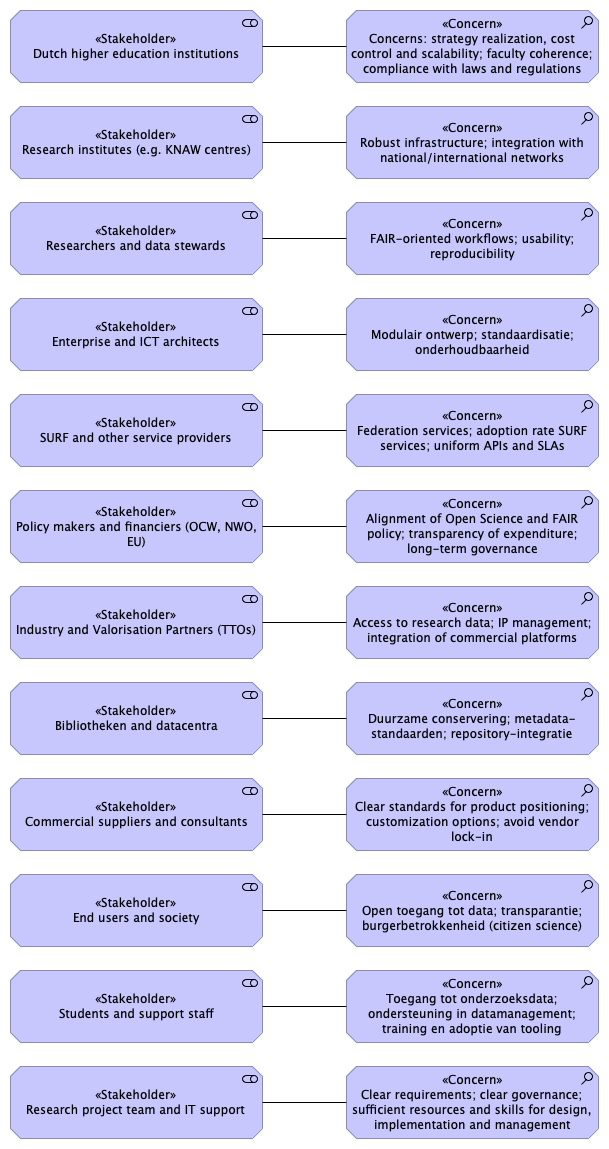 «Stakeholder»
Dutch higher education institutions
«Concern»
Concerns: strategy realization, cost
control and scalability; faculty coherence;
compliance with laws and regulations
«Stakeholder»
Research institutes (e.g. KNAW centres)
«Concern»
Robust infrastructure; integration with
national/international networks
«Stakeholder»
Researchers and data stewards
«Concern»
FAIR-oriented workflows; usability;
reproducibility
«Stakeholder»
Enterprise and ICT architects
«Concern»
Modulair ontwerp; standaardisatie;
onderhoudbaarheid
«Stakeholder»
SURF and other service providers
«Concern»
Federation services; adoption rate SURF
services; uniform APIs and SLAs
«Stakeholder»
Policy makers and financiers (OCW, NWO,
EU)
«Concern»
Alignment of Open Science and FAIR
policy; transparency of expenditure;
long-term governance
«Stakeholder»
Industry and Valorisation Partners (TTOs)
«Concern»
Access to research data; IP management;
integration of commercial platforms
«Stakeholder»
Bibliotheken and datacentra
«Concern»
Duurzame conservering; metadata-
standaarden; repository-integratie
«Stakeholder»
Commercial suppliers and consultants
«Concern»
Clear standards for product positioning;
customization options; avoid vendor
lock-in
«Stakeholder»
End users and society
«Concern»
Open toegang tot data; transparantie;
burgerbetrokkenheid (citizen science)
«Stakeholder»
Students and support staff
«Concern»
Toegang tot onderzoeksdata;
ondersteuning in datamanagement;
training en adoptie van tooling
«Stakeholder»
Research project team and IT support
«Concern»
Clear requirements; clear governance;
sufficient resources and skills for design,
implementation and management